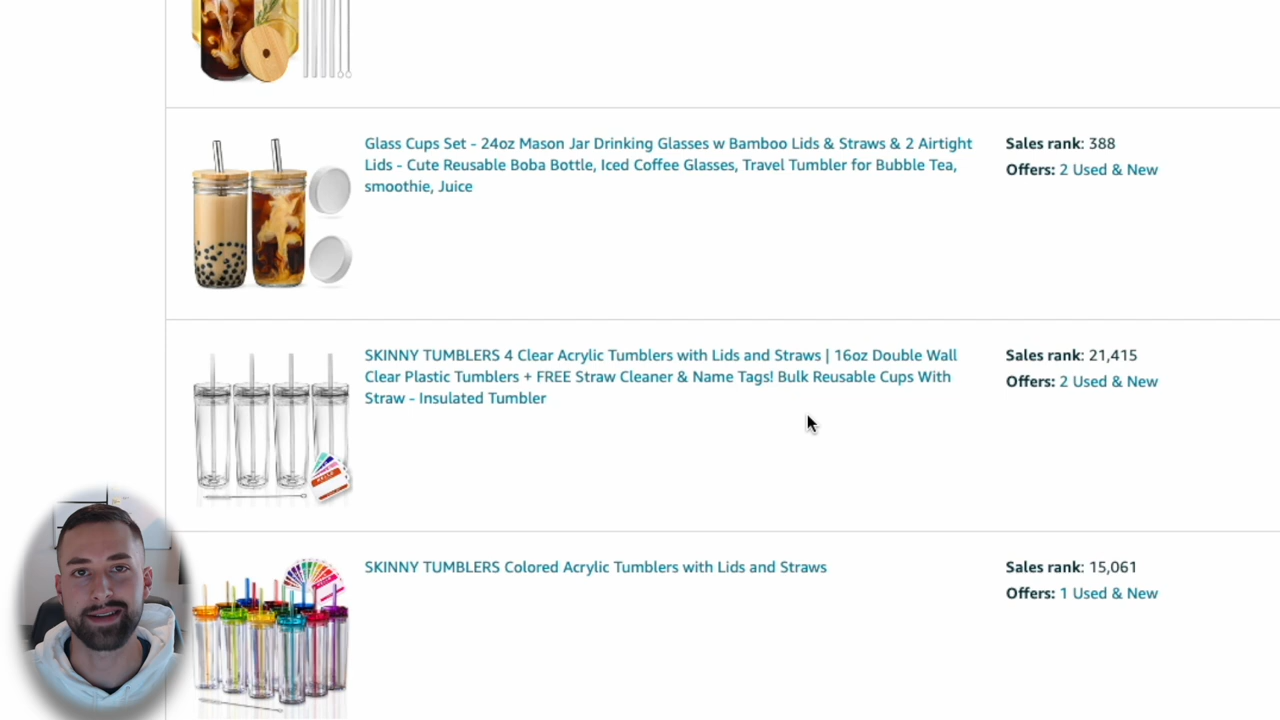 Glass Cups Set - 24oz Mason Jar Drinking Glasses w Bamboo Lids & Straws & 2 Airtight
Lids - Cute Reusable Boba Bottle, Iced Coffee Glasses, Travel Tumbler for Bubble Tea,
smoothie, Juice
Sales rank: 388
Offers: 2 Used & New
SKINNY TUMBLERS 4 Clear Acrylic Tumblers with Lids and Straws | 16oz Double Wall
Clear Plastic Tumblers + FREE Straw Cleaner & Name Tags! Bulk Reusable Cups With
Straw - Insulated Tumbler
Sales rank: 21,415
Offers: 2 Used & New
SKINNY TUMBLERS Colored Acrylic Tumblers with Lids and Straws
Sales rank: 15,061
Offers: 1 Used & New